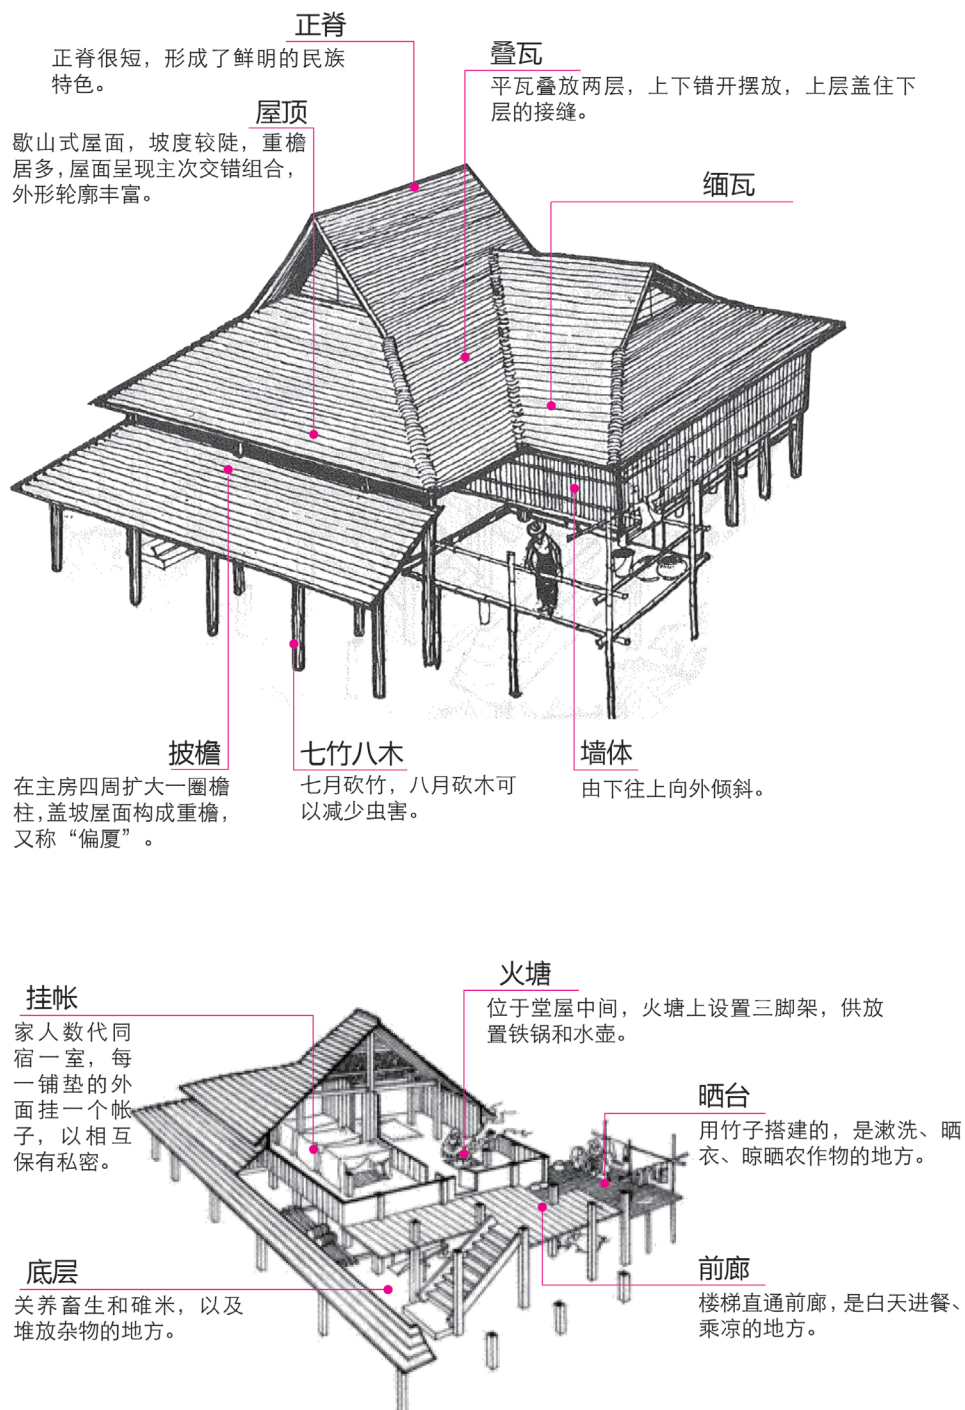 正脊
正脊很短，形成了鲜明的民族
特色。
叠瓦
平瓦叠放两层，上下错开摆放，上层盖住下
层的接缝。
屋顶
歇山式屋面，坡度较陡，重檐
居多，屋面呈现主次交错组合，
外形轮廓丰富。
缅瓦
披檐
在主房四周扩大一圈檐
柱，盖坡屋面构成重檐，
又称“偏厦”。
七竹八木
七月砍竹，八月砍木可
以减少虫害。
墙体
由下往上向外倾斜。
挂帐
家人数代同
宿一室，每
一铺垫的外
面挂一个帐
子，以相互
保有私密。
火塘
位于堂屋中间，火塘上设置三脚架，供放
置铁锅和水壶。
晒台
用竹子搭建的，是漱洗、晒
衣、晾晒农作物的地方。
底层
关养畜生和碓米，以及
堆放杂物的地方。
前廊
楼梯直通前廊，是白天进餐、
乘凉的地方。